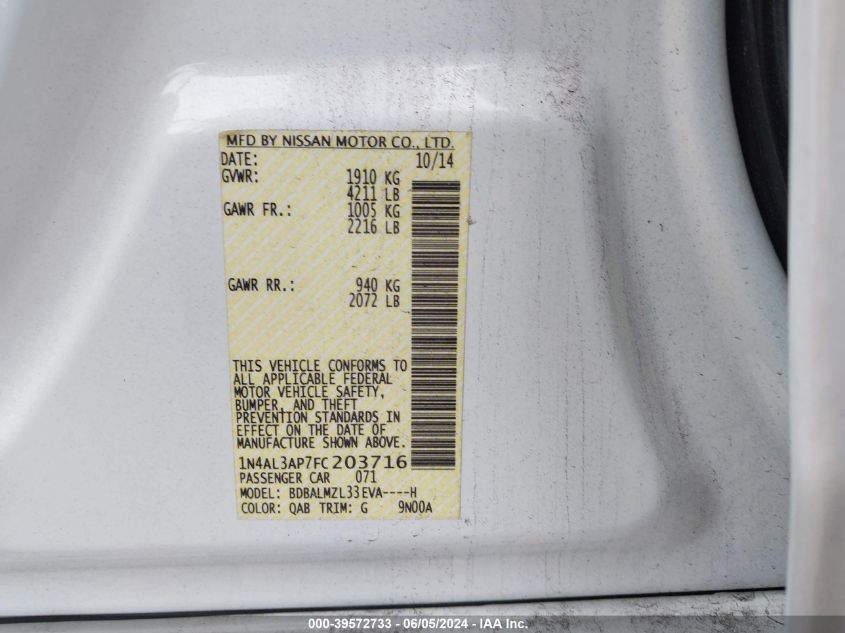 MFD BY NISSAN MOTOR CO., LTD.
DATE: 10/14
GVWR: 1910 KG
4211 LB
GAWR FR.: 1005 KG
2216 LB
GAWR RR.: 940 KG
2072 LB
THIS VEHICLE CONFORMS TO
ALL APPLICABLE FEDERAL
MOTOR VEHICLE SAFETY,
BUMPER, AND THEFT
PREVENTION STANDARDS IN
EFFECT ON THE DATE OF
MANUFACTURE SHOWN ABOVE.
1N4AL3AP7FC203716
PASSENGER CAR 071
MODEL: BDBALMZL33EVA----H
COLOR: QAB TRIM: G 9N00A
000-39572733 - 06/05/2024 - IAA Inc.